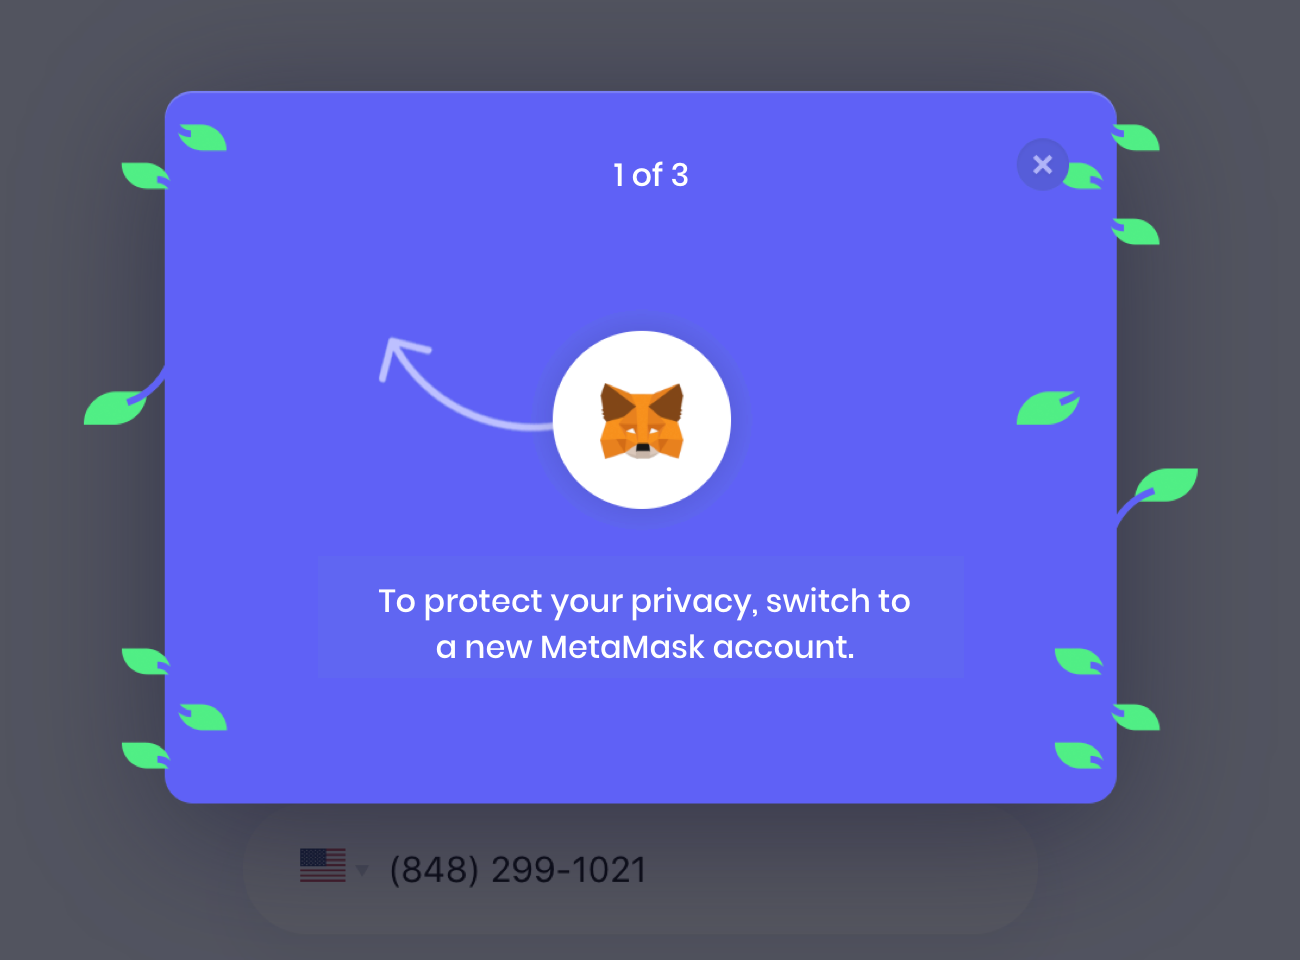 1 of 3
To protect your privacy, switch to
a new MetaMask account.
(848) 299-1021